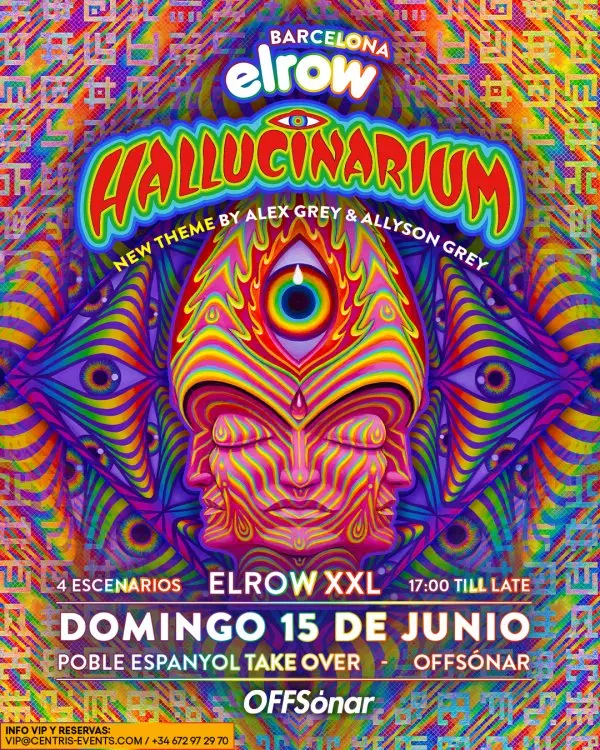 BARCELONA
elrow
HALLUCINARIUM
NEW THEME BY ALEX GREY & ALLYSON GREY
4 ESCENARIOS ELROW XXL 17:00 TILL LATE
DOMINGO 15 DE JUNIO
POBLE ESPANYOL TAKE OVER - OFFSÓNAR
OFFSónar
INFO VIP Y RESERVAS:
VIP@CENTRIS-EVENTS.COM / +34 672 97 29 70